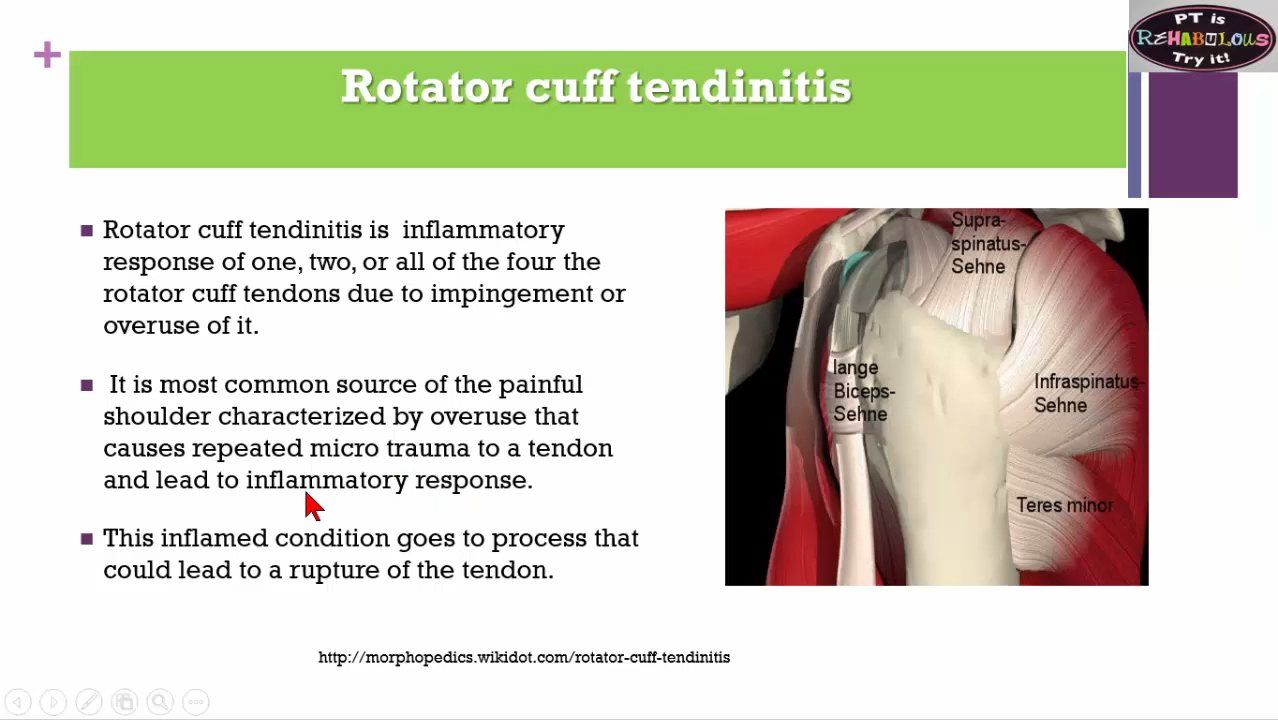 PT is
REHABULOUS
Try it!
+
Rotator cuff tendinitis
Rotator cuff tendinitis is inflammatory
response of one, two, or all of the four the
rotator cuff tendons due to impingement or
overuse of it.
It is most common source of the painful
shoulder characterized by overuse that
causes repeated micro trauma to a tendon
and lead to inflammatory response.
This inflamed condition goes to process that
could lead to a rupture of the tendon.
Supra-
spinatus-
Sehne
lange
Biceps-
Sehne
Infraspinatus-
Sehne
Teres minor
http://morphopedics.wikidot.com/rotator-cuff-tendinitis